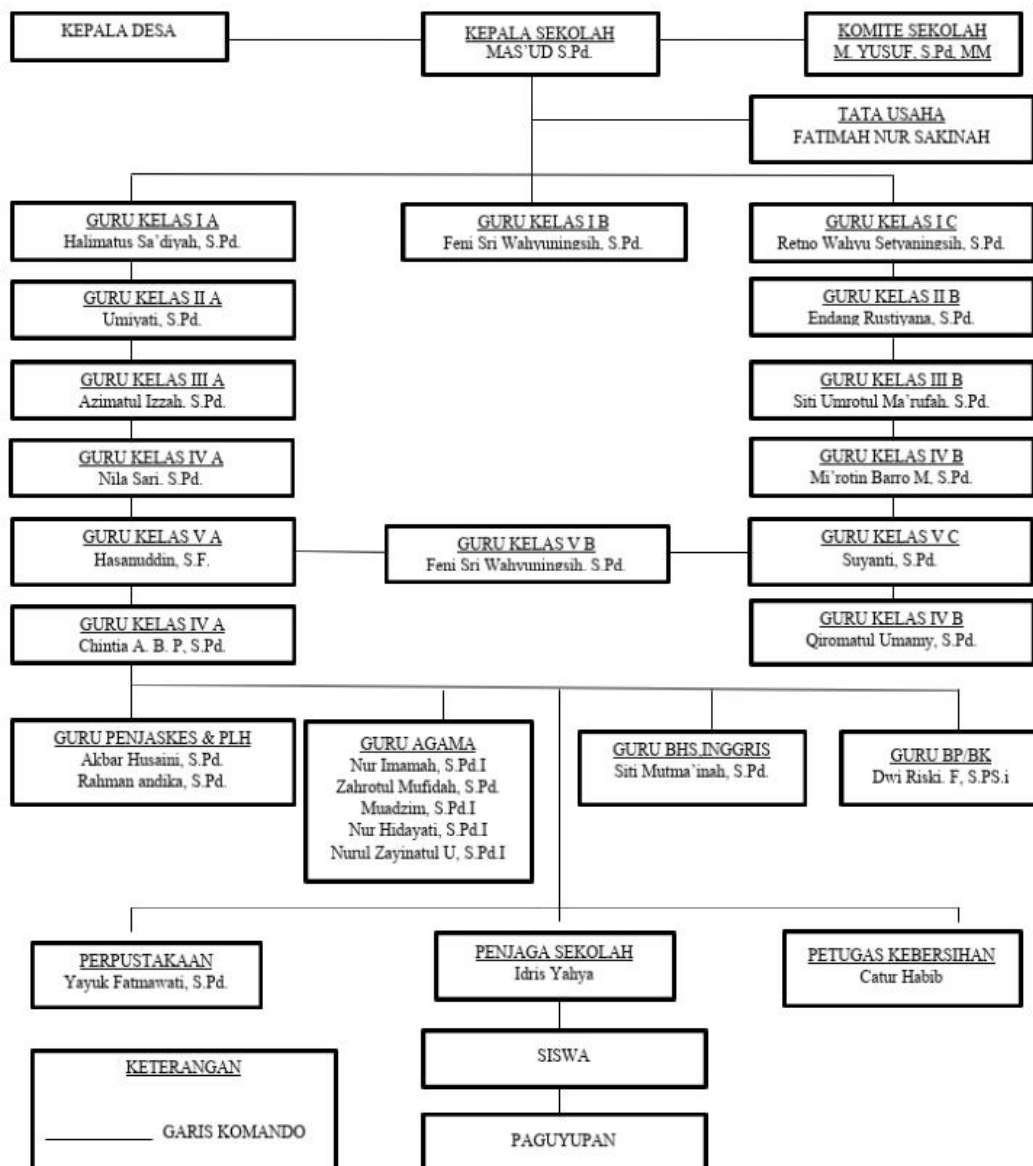 KEPALA DESA
KEPALA SEKOLAH
MAS'UD S.Pd.
KOMITE SEKOLAH
M. YUSUF, S.Pd, MM
TATA USAHA
FATIMAH NUR SAKINAH
GURU KELAS I A
Halimatus Sa'diyah, S.Pd.
GURU KELAS I B
Feni Sri Wahyuningsih, S.Pd.
GURU KELAS I C
Retno Wahyu Setyaningsih, S.Pd.
GURU KELAS II A
Umiyati, S.Pd.
GURU KELAS II B
Endang Rustiyana, S.Pd.
GURU KELAS III A
Azimatul Izzah. S.Pd.
GURU KELAS III B
Siti Umrotul Ma'rufah. S.Pd.
GURU KELAS IV A
Nila Sari. S.Pd.
GURU KELAS IV B
Mi'rotin Barro M, S.Pd.
GURU KELAS V A
Hasanuddin, S.F.
GURU KELAS V B
Feni Sri Wahyuningsih. S.Pd.
GURU KELAS V C
Suyanti, S.Pd.
GURU KELAS IV A
Chintia A. B. P, S.Pd.
GURU KELAS IV B
Qiromatul Umamy, S.Pd.
GURU PENJASKES & PLH
Akbar Husaini, S.Pd.
Rahman andika, S.Pd.
GURU AGAMA
Nur Imamah, S.Pd.I
Zahrotul Mufidah, S.Pd.
Muadzim, S.Pd.I
Nur Hidayati, S.Pd.I
Nurul Zayinatul U, S.Pd.I
GURU BHS.INGGRIS
Siti Mutma'inah, S.Pd.
GURU BP/BK
Dwi Riski. F, S.PS.i
PERPUSTAKAAN
Yayuk Fatmawati, S.Pd.
PENJAGA SEKOLAH
Idris Yahya
PETUGAS KEBERSIHAN
Catur Habib
SISWA
PAGUYUPAN
KETERANGAN
GARIS KOMANDO